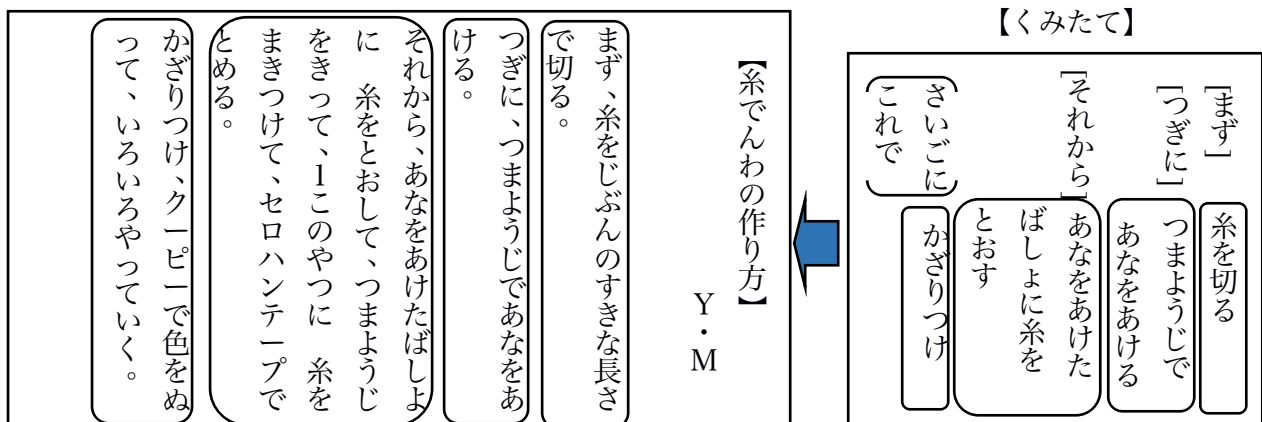 【くみたて】
[まず]
糸を切る
[つぎに]
つまようじで
あなをあける
[それから]
あなをあけた
ばしょに糸を
とおす
さいごに
これで
かざりつけ
【糸でんわの作り方】
Y・M
まず、糸をじぶんのすきな長さ
で切る。
つぎに、つまようじであなをあ
ける。
それから、あなをあけたばしょ
に 糸をとおして、つまようじ
をきって、1このやつに 糸を
まきつけて、セロハンテープで
とめる。
かざりつけ、クーピーで色をぬ
って、いろいろやっていく。